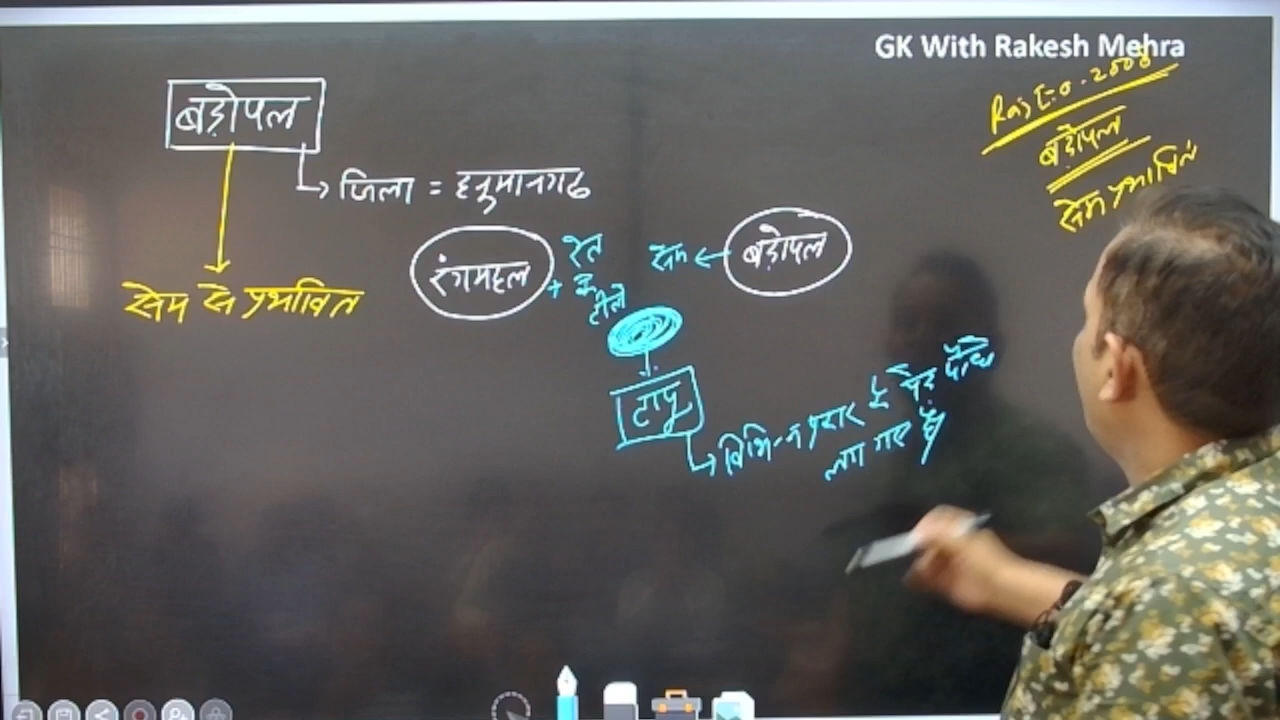 GK With Rakesh Mehra
Raj E.O. 2008
बड़ोपल
सेम प्रभावित
बड़ोपल
जिला = हनुमानगढ
सेम से प्रभावित
रंगमहल
+ रेत
के
टीले
सेम ← बड़ोपल
टापू
विभिन्न प्रकार के पेड़ पौधे
लग गए हैं